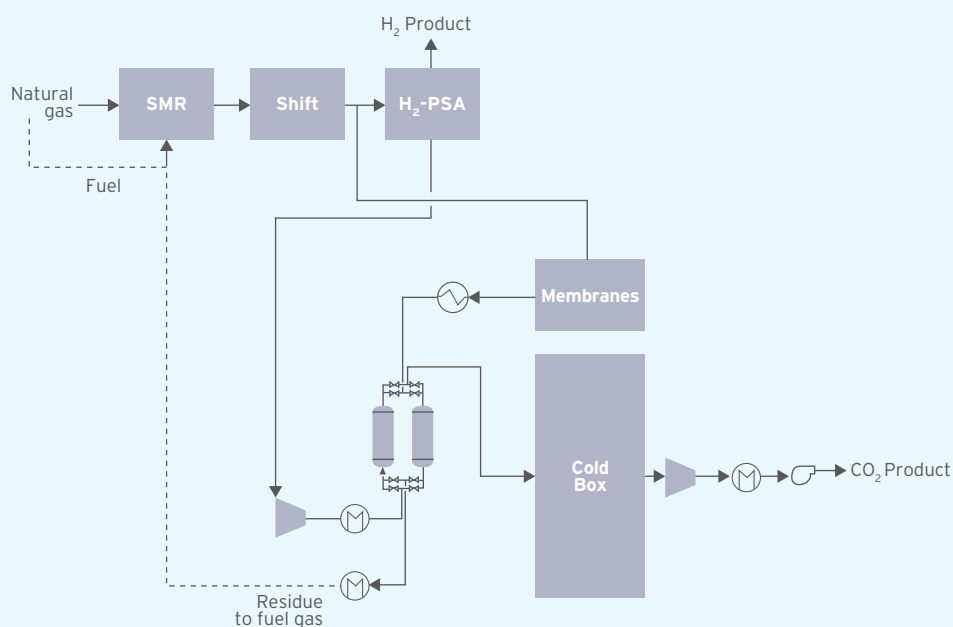 H₂ Product
Natural
gas
SMR
Shift
H₂-PSA
Fuel
Membranes
Cold
Box
CO₂ Product
Residue
to fuel gas